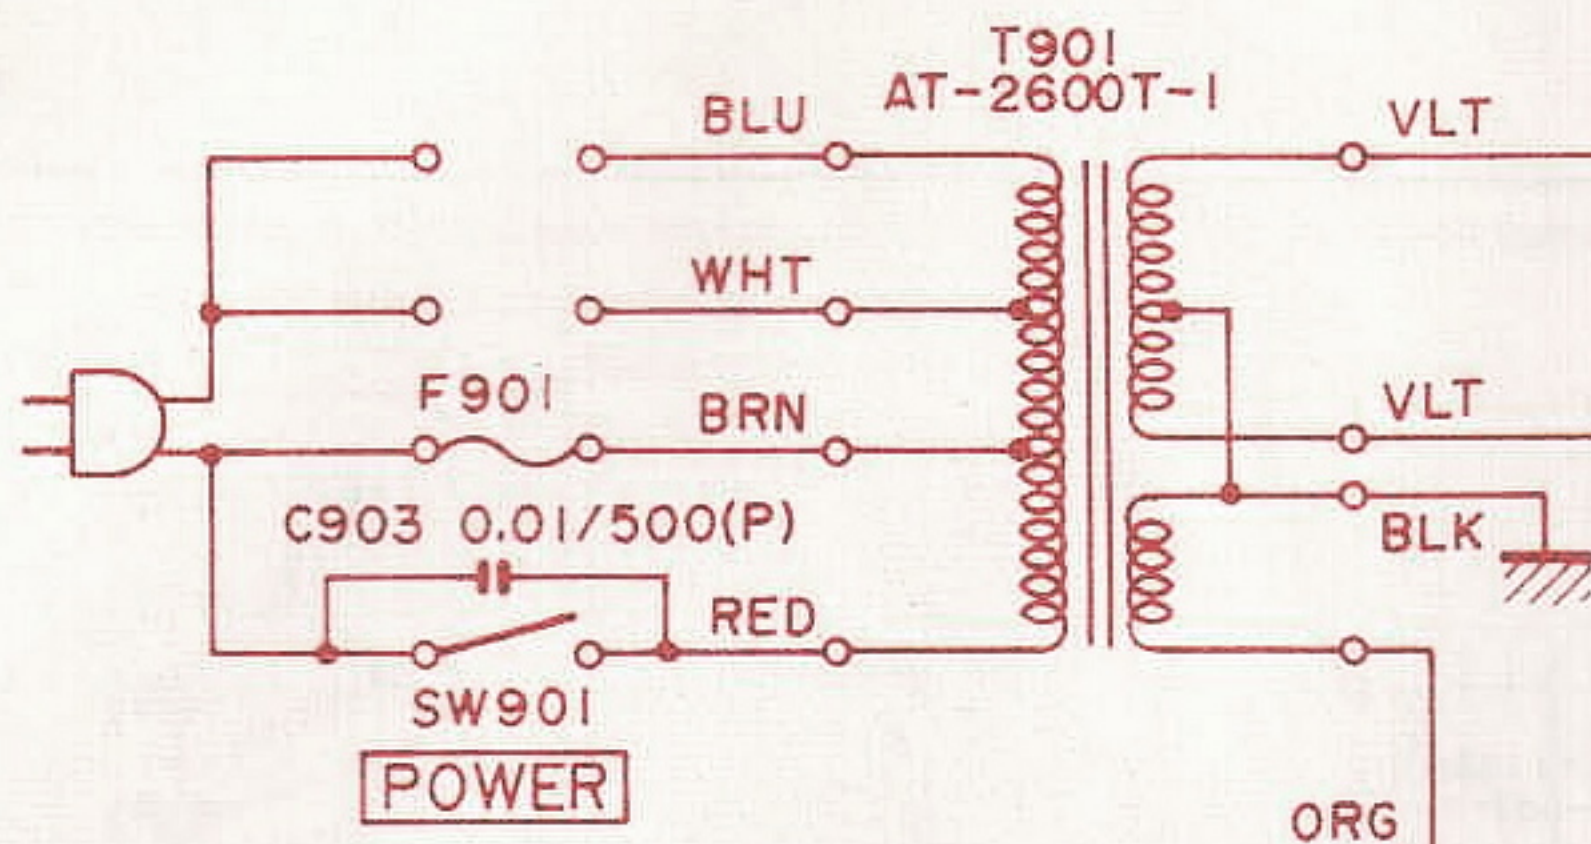 T901
AT-2600T-1
BLU
VLT
WHT
F901
BRN
VLT
C903 0.01/500(P)
BLK
RED
SW901
POWER
ORG